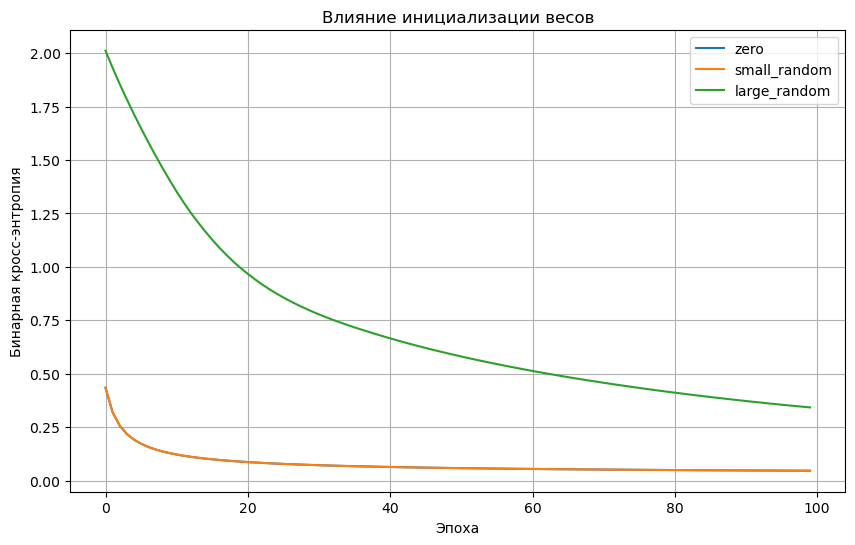 Влияние инициализации весов
zero
small_random
large_random
2.00
1.75
1.50
1.25
1.00
0.75
0.50
0.25
0.00
Бинарная кросс-энтропия
0 20 40 60 80 100
Эпоха